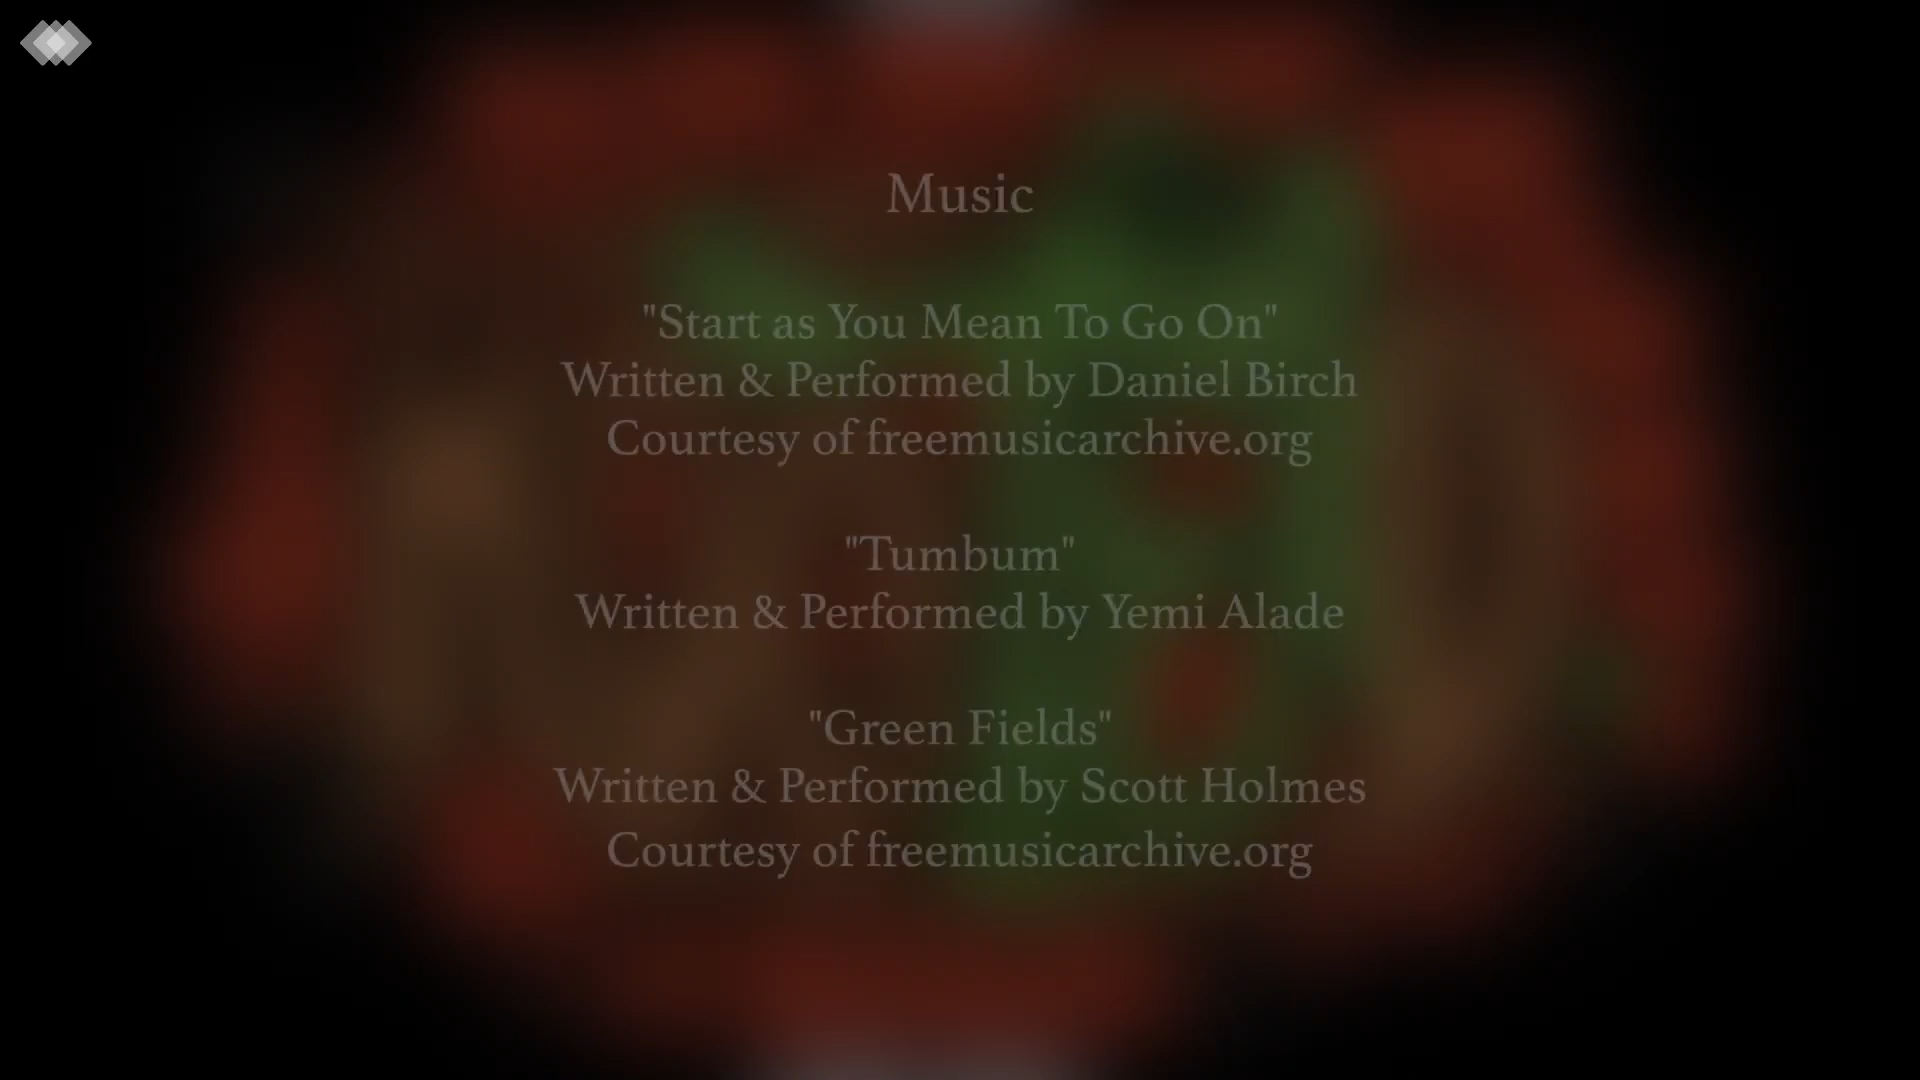 Music
"Start as You Mean To Go On"
Written & Performed by Daniel Birch
Courtesy of freemusicarchive.org
"Tumbum"
Written & Performed by Yemi Alade
"Green Fields"
Written & Performed by Scott Holmes
Courtesy of freemusicarchive.org